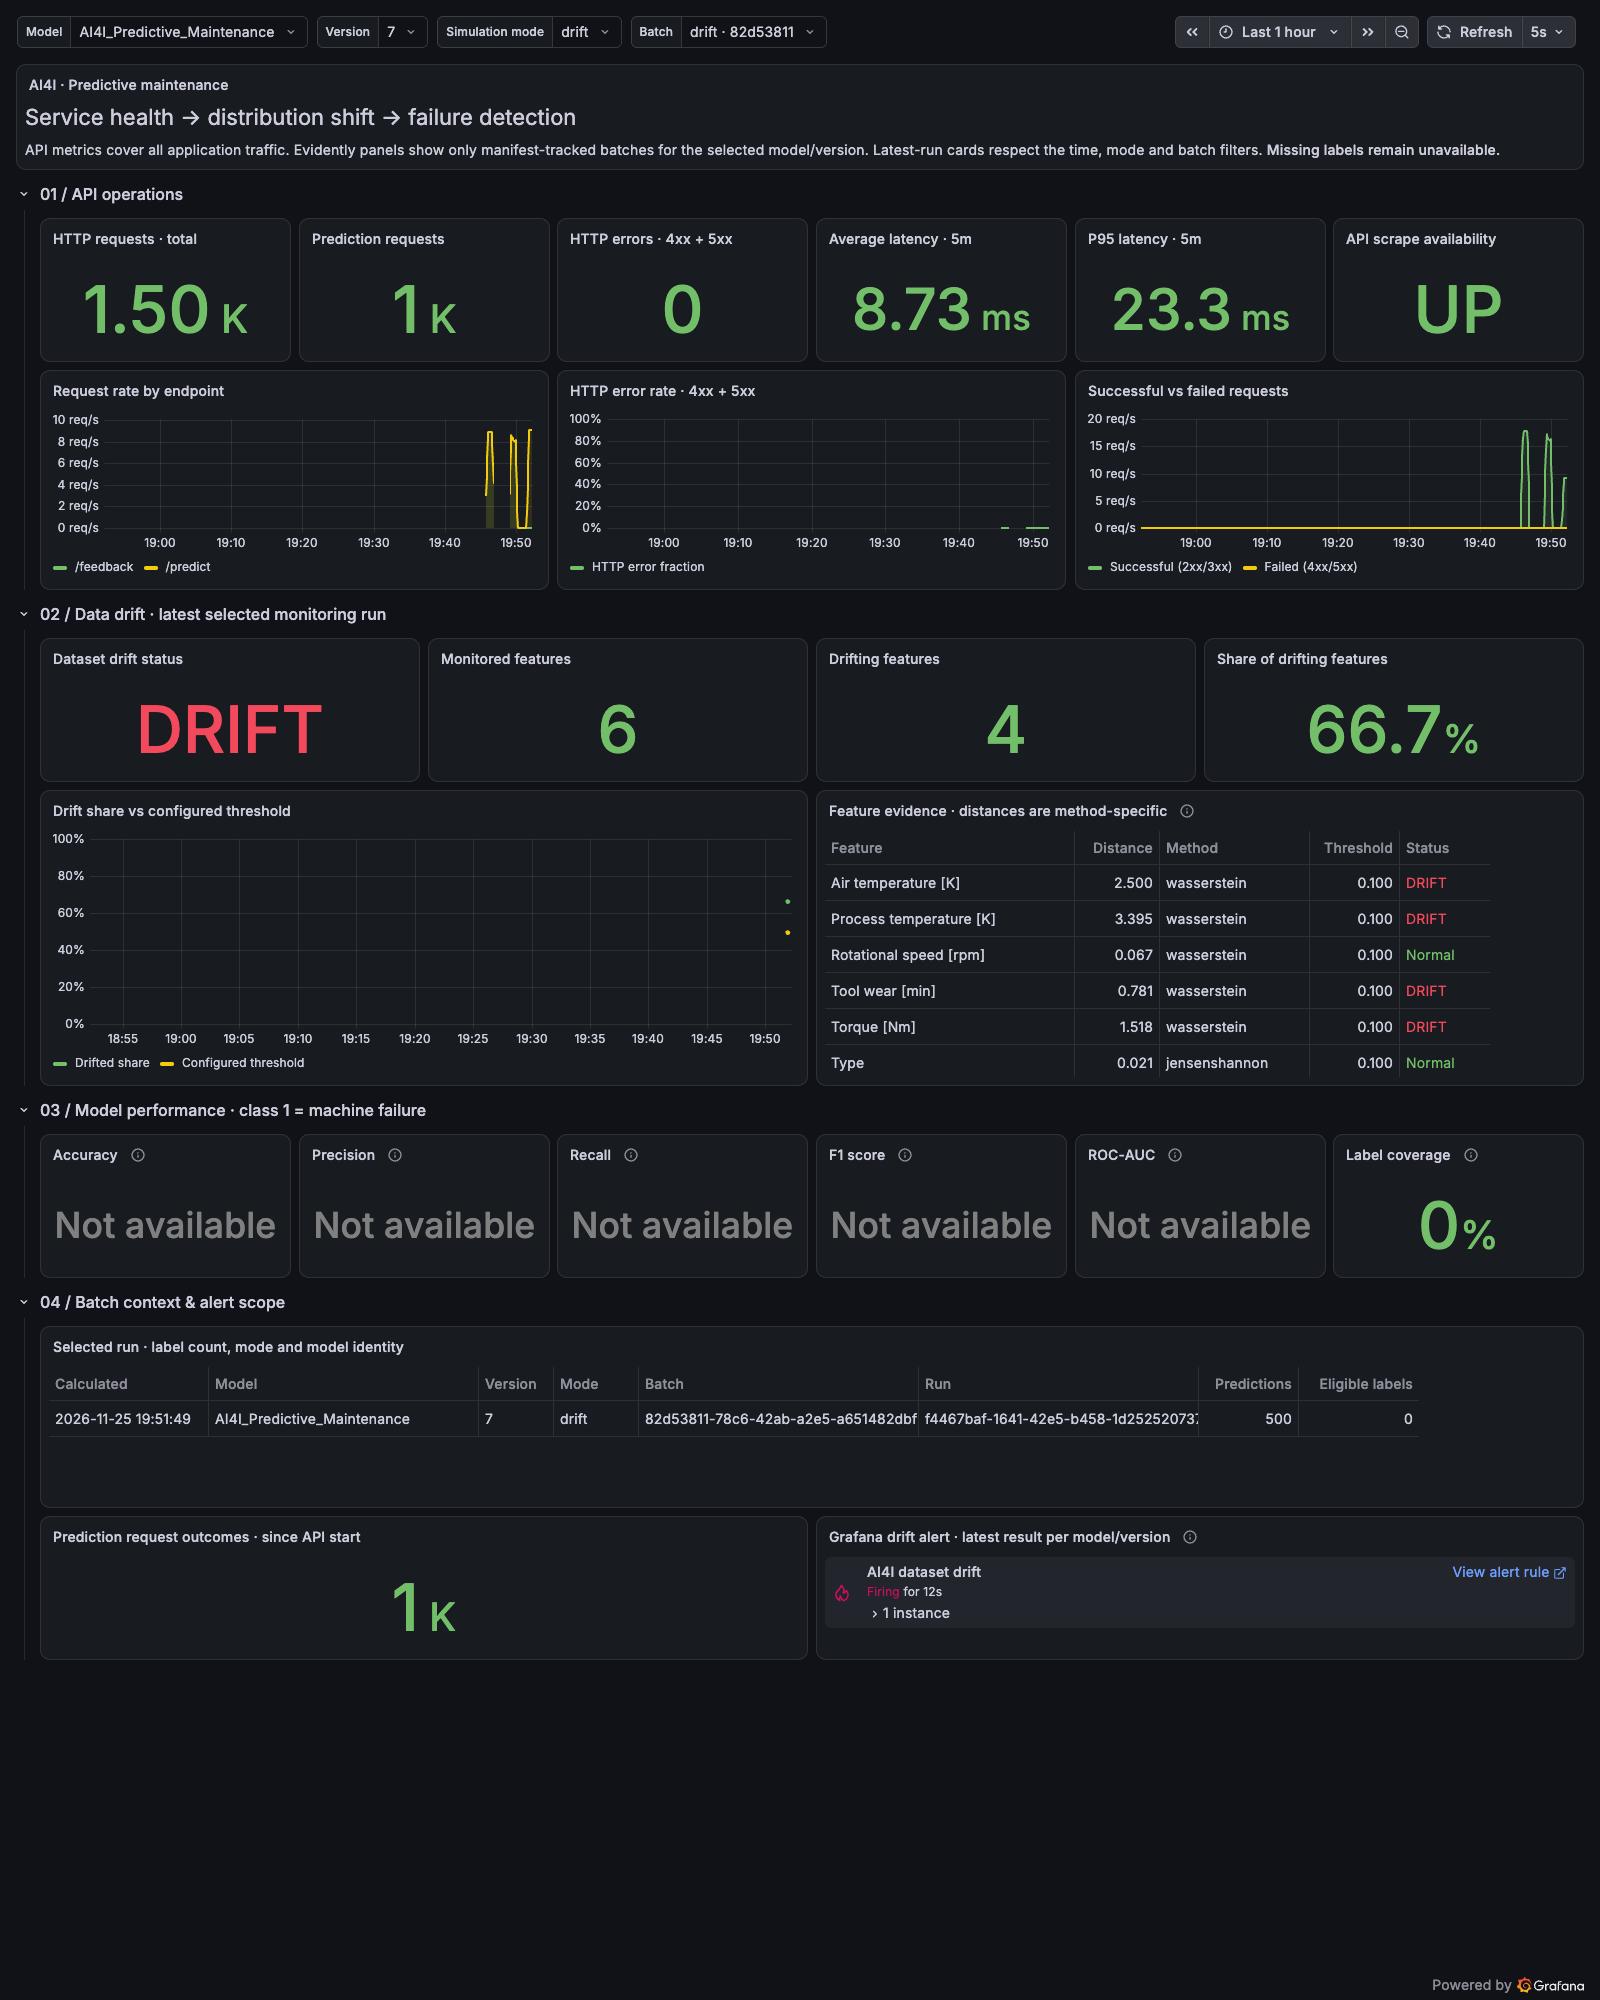 Model AI4I_Predictive_Maintenance Version 7 Simulation mode drift Batch drift · 82d53811 Last 1 hour Refresh 5s
AI4I · Predictive maintenance
Service health → distribution shift → failure detection
API metrics cover all application traffic. Evidently panels show only manifest-tracked batches for the selected model/version. Latest-run cards respect the time, mode and batch filters. Missing labels remain unavailable.
01 / API operations
HTTP requests · total
1.50 K
Prediction requests
1 K
HTTP errors · 4xx + 5xx
0
Average latency · 5m
8.73 ms
P95 latency · 5m
23.3 ms
API scrape availability
UP
Request rate by endpoint
10 req/s
8 req/s
6 req/s
4 req/s
2 req/s
0 req/s
19:00 19:10 19:20 19:30 19:40 19:50
/feedback /predict
HTTP error rate · 4xx + 5xx
100%
80%
60%
40%
20%
0%
19:00 19:10 19:20 19:30 19:40 19:50
HTTP error fraction
Successful vs failed requests
20 req/s
15 req/s
10 req/s
5 req/s
0 req/s
19:00 19:10 19:20 19:30 19:40 19:50
Successful (2xx/3xx) Failed (4xx/5xx)
02 / Data drift · latest selected monitoring run
Dataset drift status
DRIFT
Monitored features
6
Drifting features
4
Share of drifting features
66.7%
Drift share vs configured threshold
100%
80%
60%
40%
20%
0%
18:55 19:00 19:05 19:10 19:15 19:20 19:25 19:30 19:35 19:40 19:45 19:50
Drifted share Configured threshold
Feature evidence · distances are method-specific
Feature Distance Method Threshold Status
Air temperature [K] 2.500 wasserstein 0.100 DRIFT
Process temperature [K] 3.395 wasserstein 0.100 DRIFT
Rotational speed [rpm] 0.067 wasserstein 0.100 Normal
Tool wear [min] 0.781 wasserstein 0.100 DRIFT
Torque [Nm] 1.518 wasserstein 0.100 DRIFT
Type 0.021 jensenshannon 0.100 Normal
03 / Model performance · class 1 = machine failure
Accuracy
Not available
Precision
Not available
Recall
Not available
F1 score
Not available
ROC-AUC
Not available
Label coverage
0%
04 / Batch context & alert scope
Selected run · label count, mode and model identity
Calculated Model Version Mode Batch Run Predictions Eligible labels
2026-11-25 19:51:49 AI4I_Predictive_Maintenance 7 drift 82d53811-78c6-42ab-a2e5-a651482dbf f4467baf-1641-42e5-b458-1d25252073 500 0
Prediction request outcomes · since API start
1 K
Grafana drift alert · latest result per model/version
AI4I dataset drift
View alert rule
Firing for 12s
1 instance
Powered by Grafana